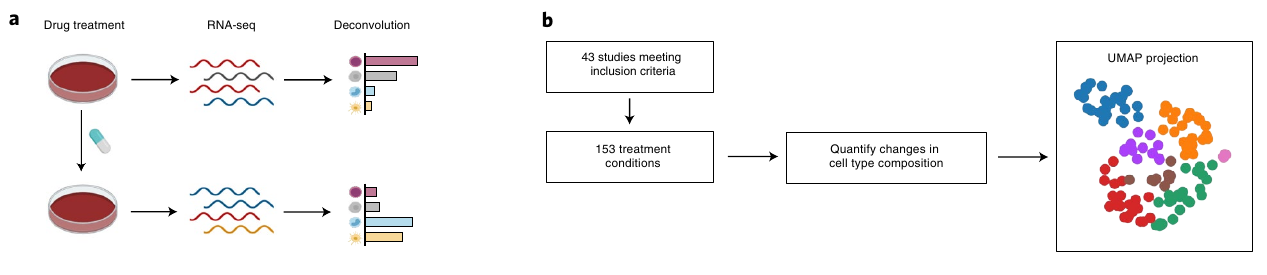 a
Drug treatment
RNA-seq
Deconvolution
b
43 studies meeting
inclusion criteria
153 treatment
conditions
Quantify changes in
cell type composition
UMAP projection